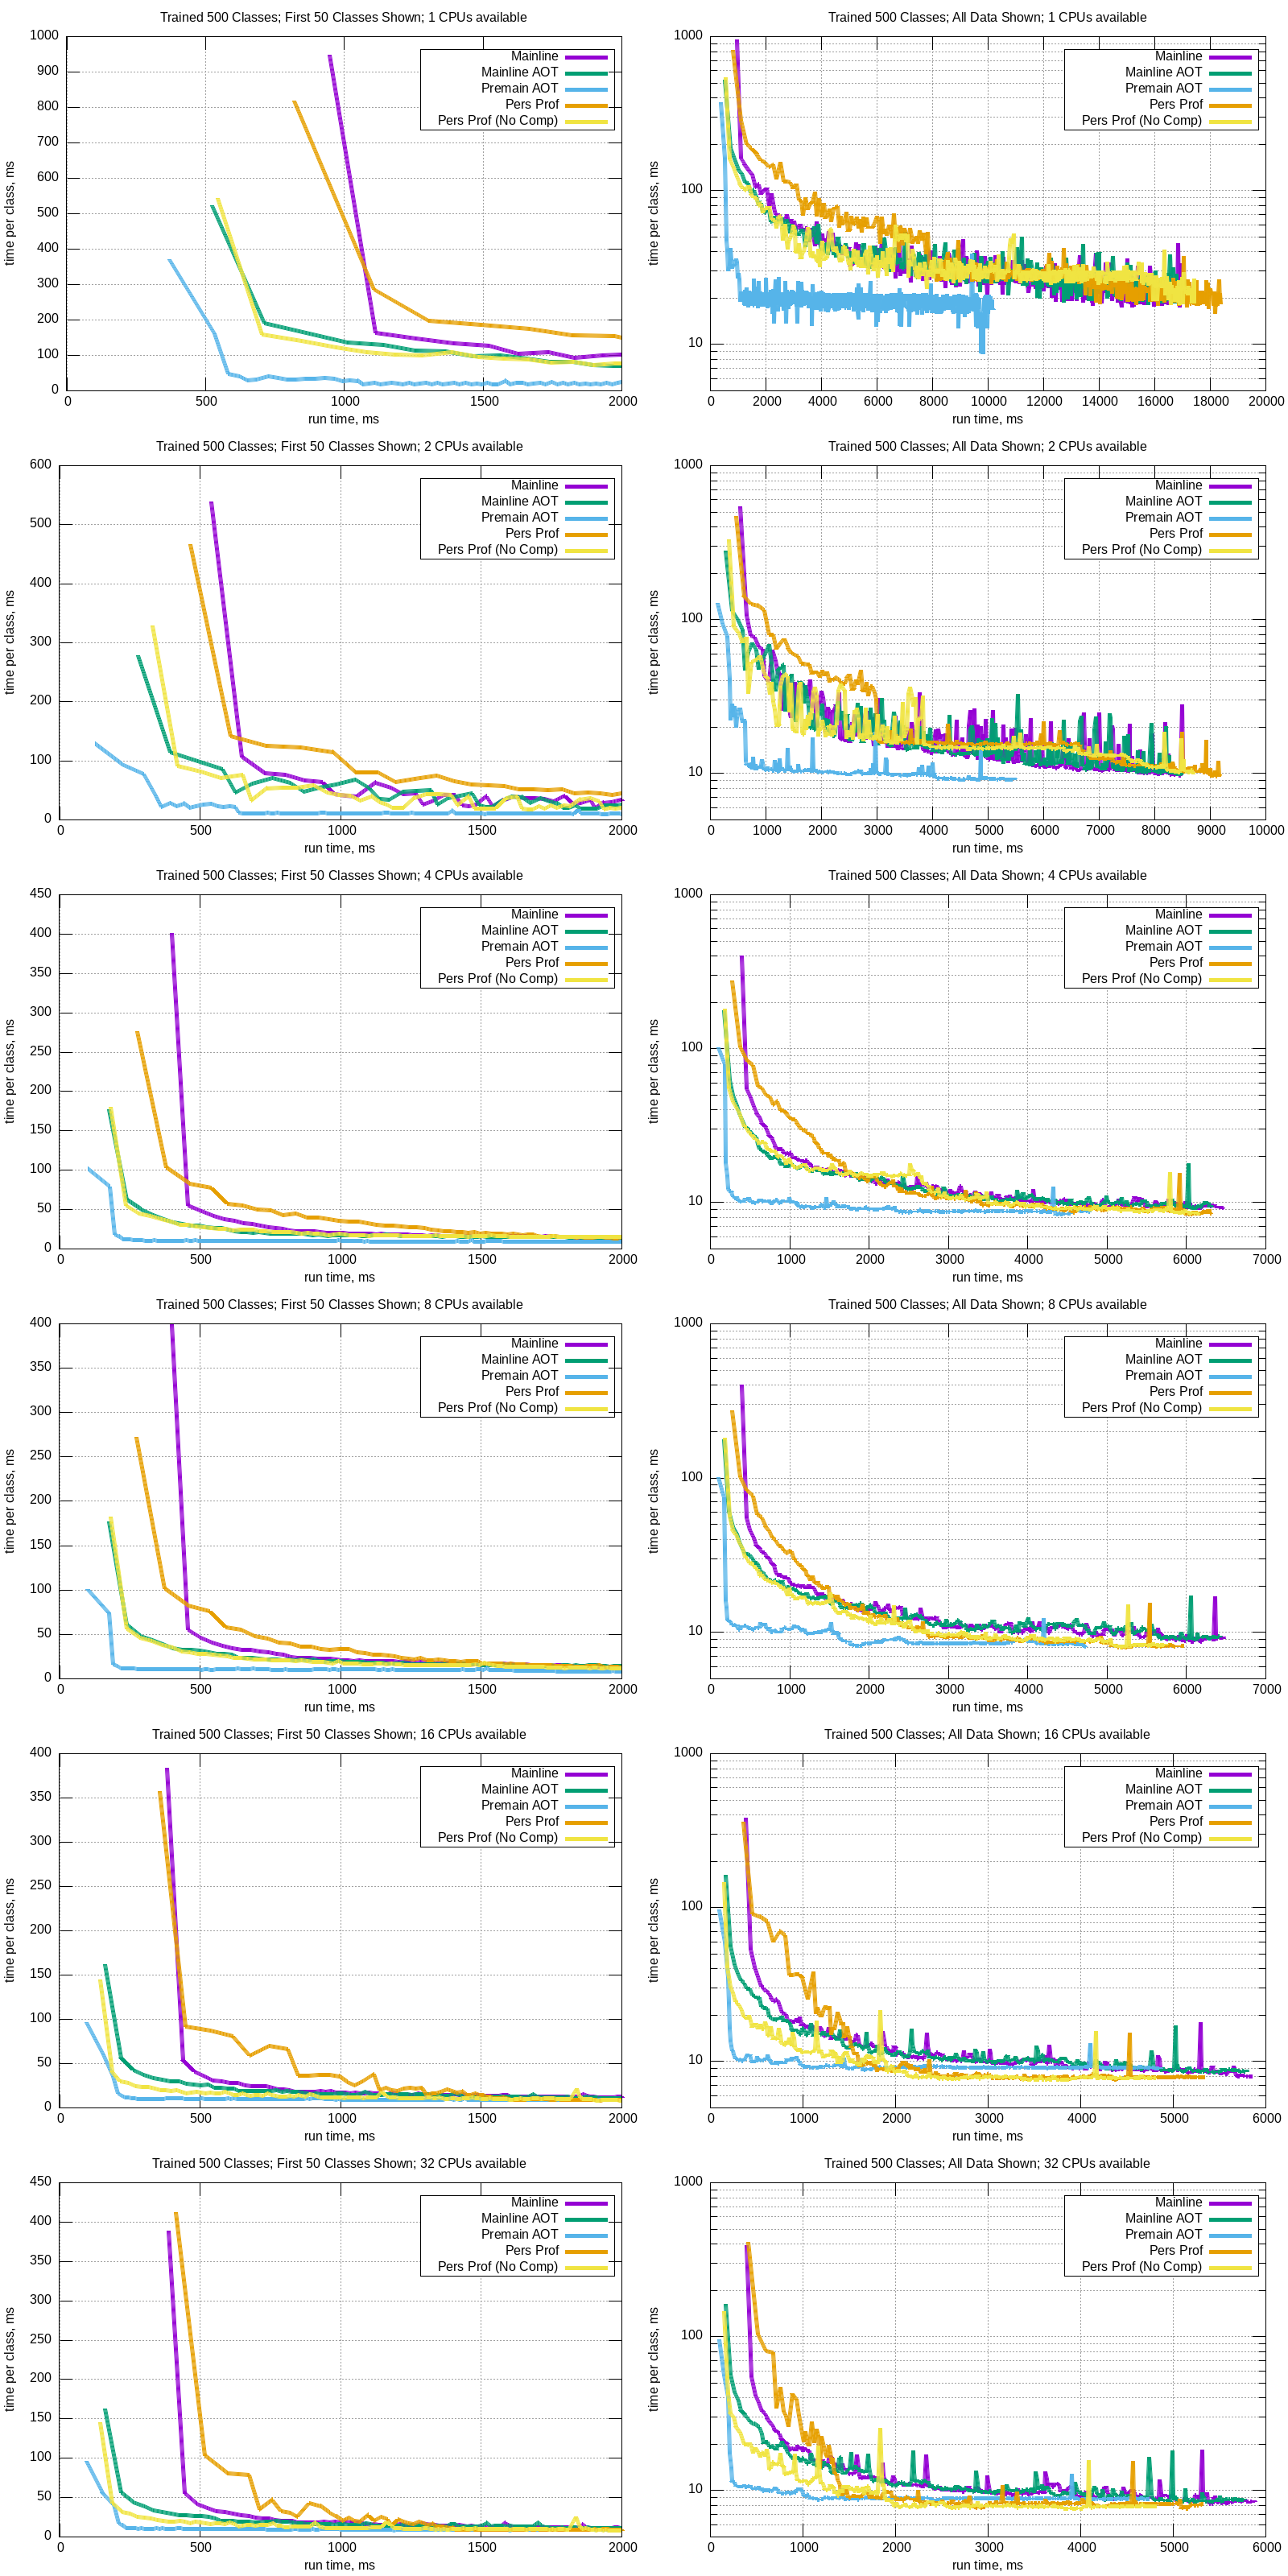 Trained 500 Classes; First 50 Classes Shown; 1 CPUs available
time per class, ms
1000
900
800
700
600
500
400
300
200
100
0
Mainline
Mainline AOT
Premain AOT
Pers Prof
Pers Prof (No Comp)
0 500 1000 1500 2000
run time, ms
Trained 500 Classes; All Data Shown; 1 CPUs available
time per class, ms
1000
100
10
Mainline
Mainline AOT
Premain AOT
Pers Prof
Pers Prof (No Comp)
0 2000 4000 6000 8000 10000 12000 14000 16000 18000 20000
run time, ms
Trained 500 Classes; First 50 Classes Shown; 2 CPUs available
time per class, ms
600
500
400
300
200
100
0
Mainline
Mainline AOT
Premain AOT
Pers Prof
Pers Prof (No Comp)
0 500 1000 1500 2000
run time, ms
Trained 500 Classes; All Data Shown; 2 CPUs available
time per class, ms
1000
100
10
Mainline
Mainline AOT
Premain AOT
Pers Prof
Pers Prof (No Comp)
0 1000 2000 3000 4000 5000 6000 7000 8000 9000 10000
run time, ms
Trained 500 Classes; First 50 Classes Shown; 4 CPUs available
time per class, ms
450
400
350
300
250
200
150
100
50
0
Mainline
Mainline AOT
Premain AOT
Pers Prof
Pers Prof (No Comp)
0 500 1000 1500 2000
run time, ms
Trained 500 Classes; All Data Shown; 4 CPUs available
time per class, ms
1000
100
10
Mainline
Mainline AOT
Premain AOT
Pers Prof
Pers Prof (No Comp)
0 1000 2000 3000 4000 5000 6000 7000
run time, ms
Trained 500 Classes; First 50 Classes Shown; 8 CPUs available
time per class, ms
400
350
300
250
200
150
100
50
0
Mainline
Mainline AOT
Premain AOT
Pers Prof
Pers Prof (No Comp)
0 500 1000 1500 2000
run time, ms
Trained 500 Classes; All Data Shown; 8 CPUs available
time per class, ms
1000
100
10
Mainline
Mainline AOT
Premain AOT
Pers Prof
Pers Prof (No Comp)
0 1000 2000 3000 4000 5000 6000 7000
run time, ms
Trained 500 Classes; First 50 Classes Shown; 16 CPUs available
time per class, ms
400
350
300
250
200
150
100
50
0
Mainline
Mainline AOT
Premain AOT
Pers Prof
Pers Prof (No Comp)
0 500 1000 1500 2000
run time, ms
Trained 500 Classes; All Data Shown; 16 CPUs available
time per class, ms
1000
100
10
Mainline
Mainline AOT
Premain AOT
Pers Prof
Pers Prof (No Comp)
0 1000 2000 3000 4000 5000 6000
run time, ms
Trained 500 Classes; First 50 Classes Shown; 32 CPUs available
time per class, ms
450
400
350
300
250
200
150
100
50
0
Mainline
Mainline AOT
Premain AOT
Pers Prof
Pers Prof (No Comp)
0 500 1000 1500 2000
run time, ms
Trained 500 Classes; All Data Shown; 32 CPUs available
time per class, ms
1000
100
10
Mainline
Mainline AOT
Premain AOT
Pers Prof
Pers Prof (No Comp)
0 1000 2000 3000 4000 5000 6000
run time, ms